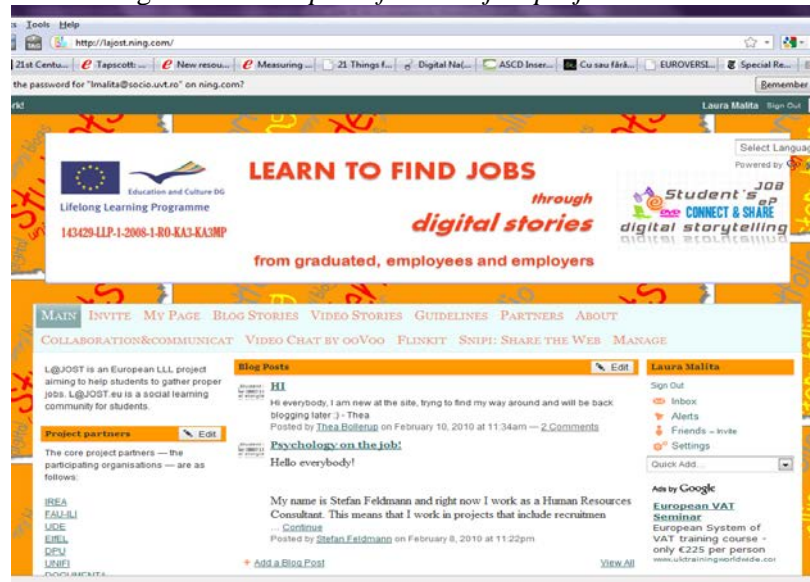 Tools Help
http://lajost.ning.com/
21st Centu... Tapscott: ... New resou... Measuring ... 21 Things f... Digital Na(... ASCD Inser... Cu sau fără... EUROVERSI... Special Re...
the password for "lmalita@socio.uvt.ro" on ning.com?
Remember
Laura Malita Sign Out
Select Languag
Powered by
Education and Culture DG
Lifelong Learning Programme
143429-LLP-1-2008-1-RO-KA3-KA3MP
LEARN TO FIND JOBS
through
digital stories
from graduated, employees and employers
Student's JOB
eP
CONNECT & SHARE
digital storytelling
MAIN INVITE MY PAGE BLOG STORIES VIDEO STORIES GUIDELINES PARTNERS ABOUT
COLLABORATION&COMMUNICAT VIDEO CHAT BY OOVOO FLINKIT SNIPI: SHARE THE WEB MANAGE
L@JOST is an European LLL project
aiming to help students to gather proper
jobs. L@JOST.eu is a social learning
community for students.
Project partners Edit
The core project partners — the
participating organisations — are as
follows:
IREA
FAU-ILI
UDE
EIfEL
DPU
UNIFI
DOCUMENTA
Blog Posts Edit
HI
Hi everybody, I am new at the site, tryng to find my way around and will be back
blogging later :) - Thea
Posted by Thea Bollerup on February 10, 2010 at 11:34am — 2 Comments
Psychology on the job!
Hello everybody!
My name is Stefan Feldmann and right now I work as a Human Resources
Consultant. This means that I work in projects that include recruitmen
... Continue
Posted by Stefan Feldmann on February 8, 2010 at 11:22pm
+ Add a Blog Post View All
Laura Malita
Sign Out
Inbox
Alerts
Friends – Invite
Settings
Quick Add...
Ads by Google
European VAT
Seminar
European System of
VAT training course -
only €225 per person
www.uktrainingworldwide.cor